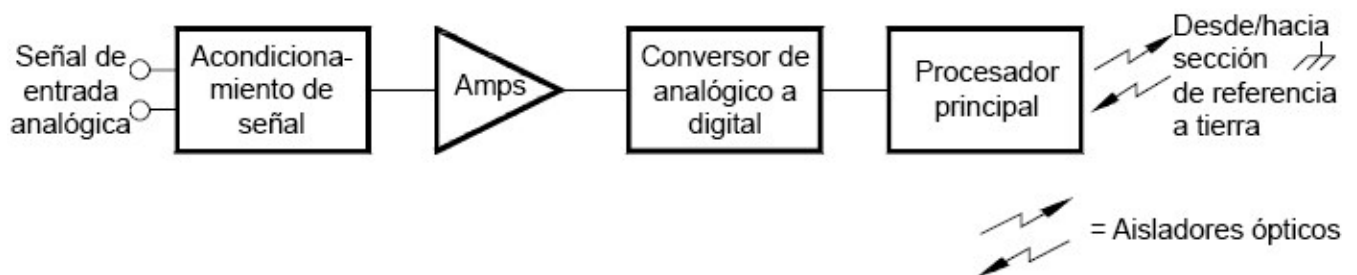 Señal de
entrada
analógica
Acondiciona-
miento de
señal
Amps
Conversor de
analógico a
digital
Procesador
principal
Desde/hacia
sección
de referencia
a tierra
= Aisladores ópticos